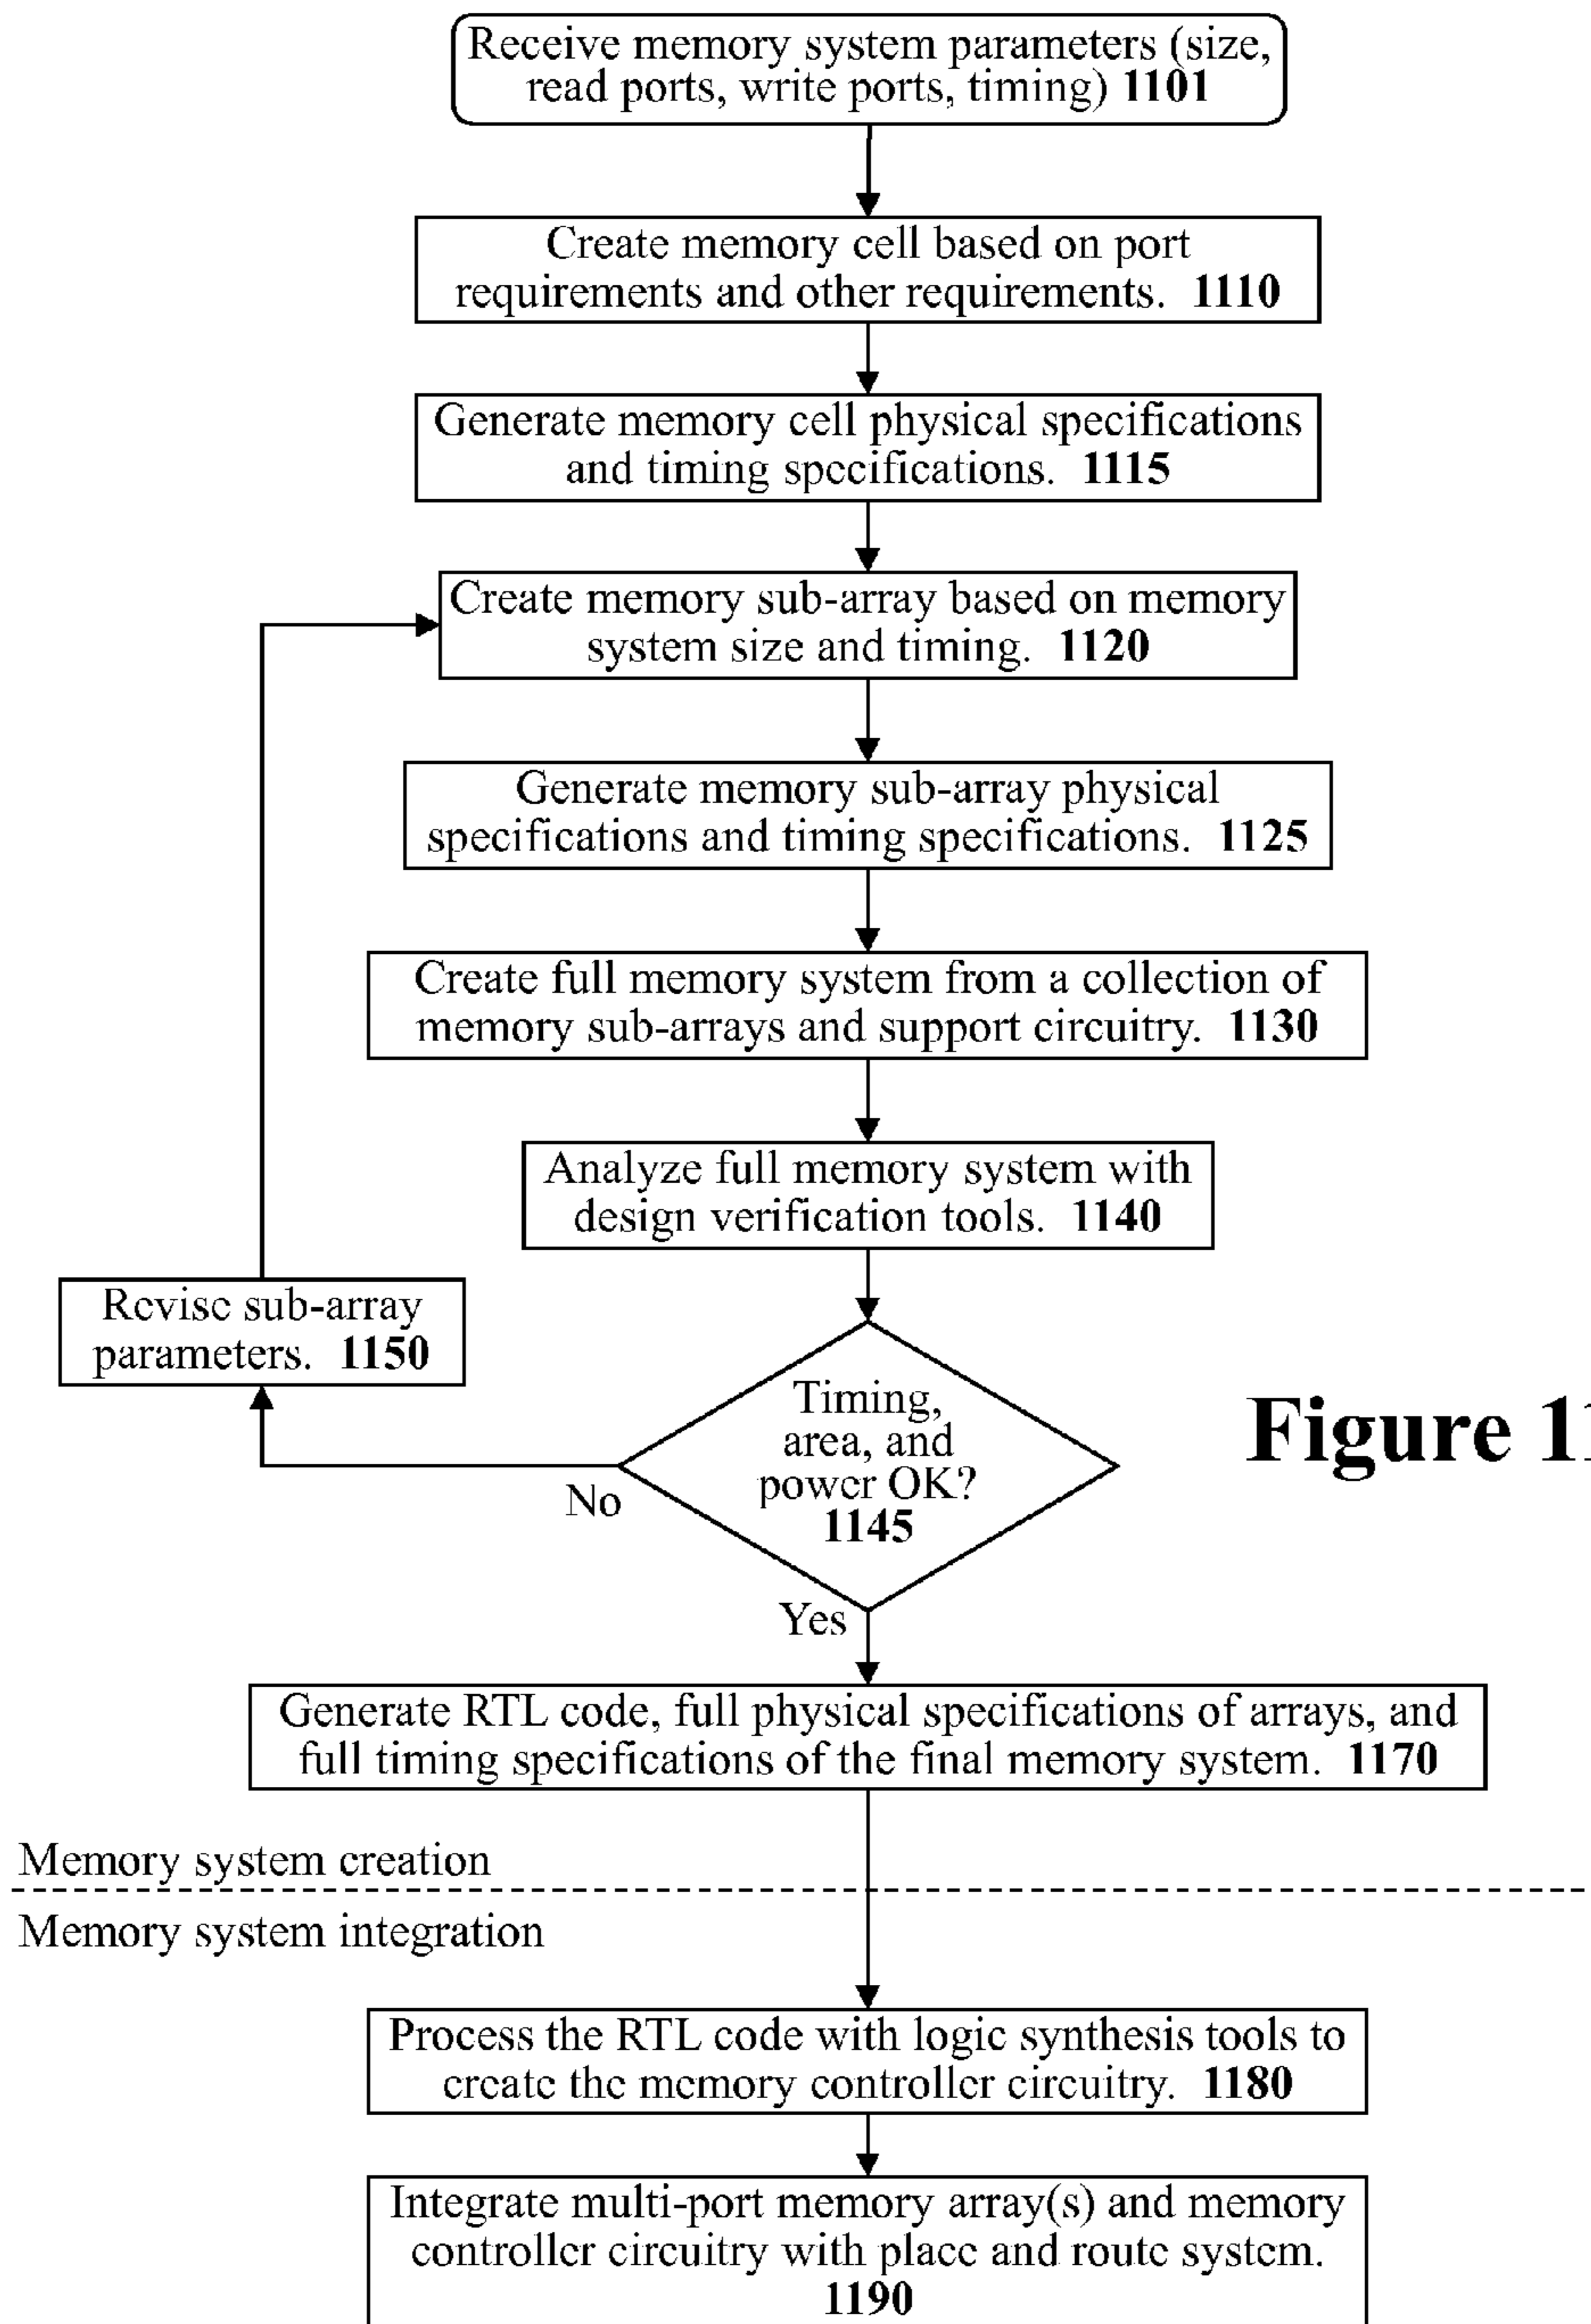 Receive memory system parameters (size,
read ports, write ports, timing) 1101
Create memory cell based on port
requirements and other requirements. 1110
Generate memory cell physical specifications
and timing specifications. 1115
Create memory sub-array based on memory
system size and timing. 1120
Generate memory sub-array physical
specifications and timing specifications. 1125
Create full memory system from a collection of
memory sub-arrays and support circuitry. 1130
Analyze full memory system with
design verification tools. 1140
Revise sub-array
parameters. 1150
Timing,
area, and
power OK?
1145
No
Yes
Figure 11
Generate RTL code, full physical specifications of arrays, and
full timing specifications of the final memory system. 1170
Memory system creation
Memory system integration
Process the RTL code with logic synthesis tools to
create the memory controller circuitry. 1180
Integrate multi-port memory array(s) and memory
controller circuitry with place and route system.
1190